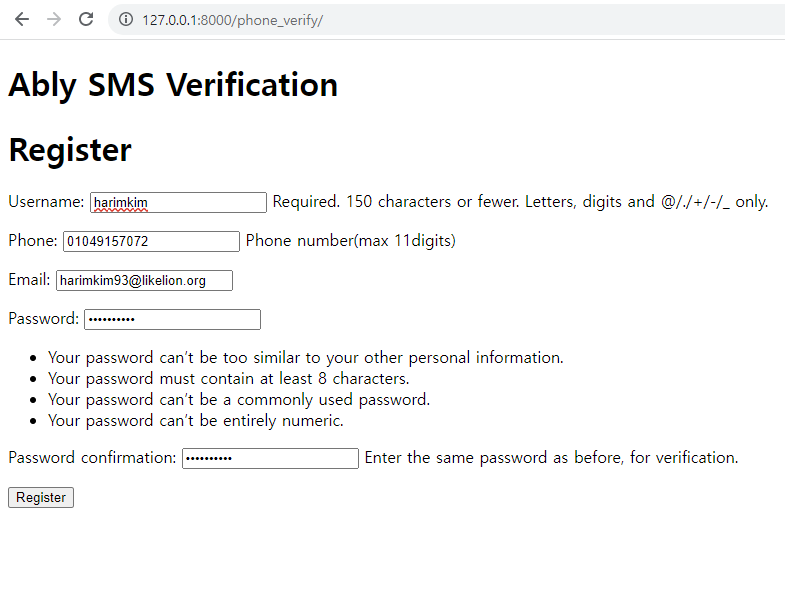 127.0.0.1:8000/phone_verify/
Ably SMS Verification
Register
Username: harimkim Required. 150 characters or fewer. Letters, digits and @/./+/-/_ only.
Phone: 01049157072 Phone number(max 11digits)
Email: harimkim93@likelion.org
Password: ••••••••••
• Your password can't be too similar to your other personal information.
• Your password must contain at least 8 characters.
• Your password can't be a commonly used password.
• Your password can't be entirely numeric.
Password confirmation: •••••••••• Enter the same password as before, for verification.
Register